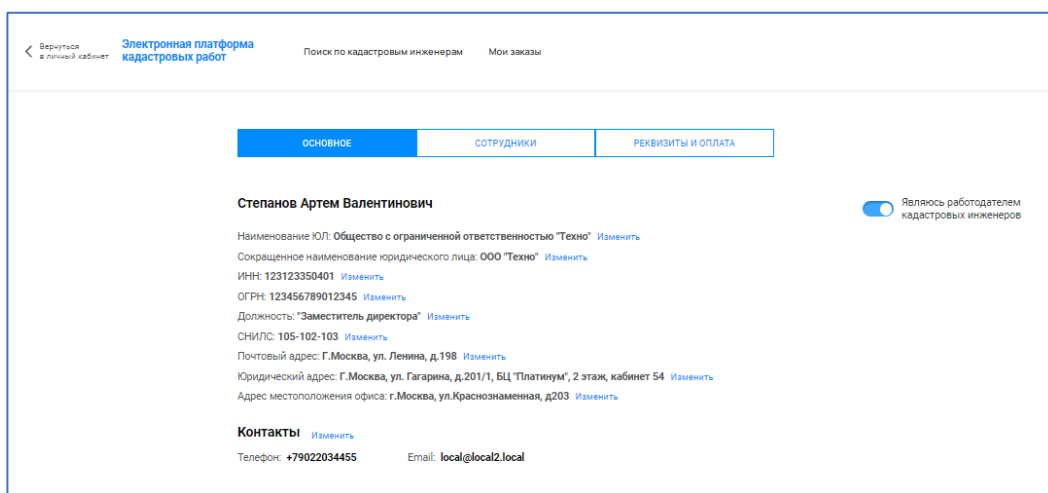 Вернуться
в личный кабинет
Электронная платформа
кадастровых работ
Поиск по кадастровым инженерам
Мои заказы
ОСНОВНОЕ
СОТРУДНИКИ
РЕКВИЗИТЫ И ОПЛАТА
Степанов Артем Валентинович
Являюсь работодателем
кадастровых инженеров
Наименование ЮЛ: Общество с ограниченной ответственностью "Техно" Изменить
Сокращенное наименование юридического лица: ООО "Техно" Изменить
ИНН: 123123350401 Изменить
ОГРН: 123456789012345 Изменить
Должность: "Заместитель директора" Изменить
СНИЛС: 105-102-103 Изменить
Почтовый адрес: Г.Москва, ул. Ленина, д.198 Изменить
Юридический адрес: Г.Москва, ул. Гагарина, д.201/1, БЦ "Платинум", 2 этаж, кабинет 54 Изменить
Адрес местоположения офиса: г.Москва, ул.Краснознаменная, д203 Изменить
Контакты Изменить
Телефон: +79022034455 Email: local@local2.local